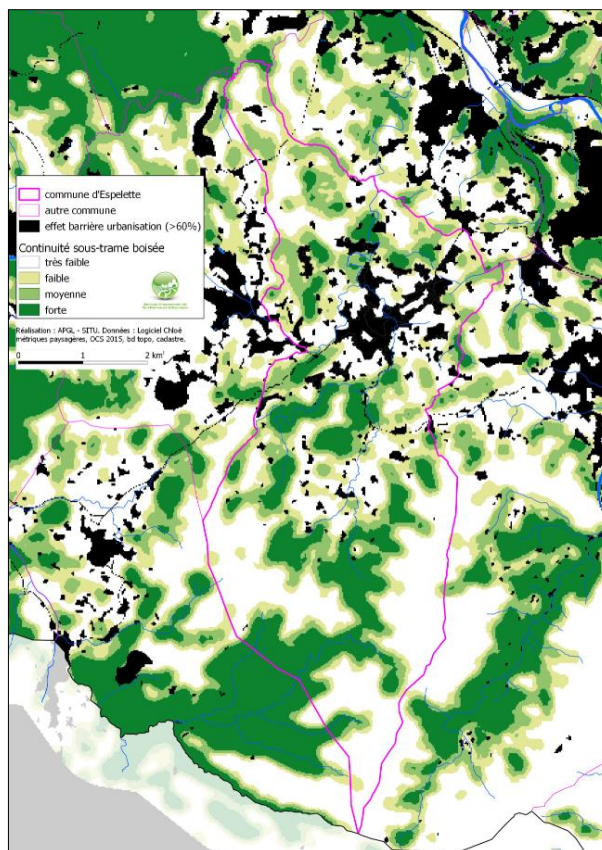 commune d'Espelette
autre commune
effet barrière urbanisation (>60%)
Continuité sous-trame boisée
très faible
faible
moyenne
forte
Réalisation : APGL - SITU. Données : Logiciel Chloé
métriques paysagères, OCS 2015, bd topo, cadastre.
0 1 2 km